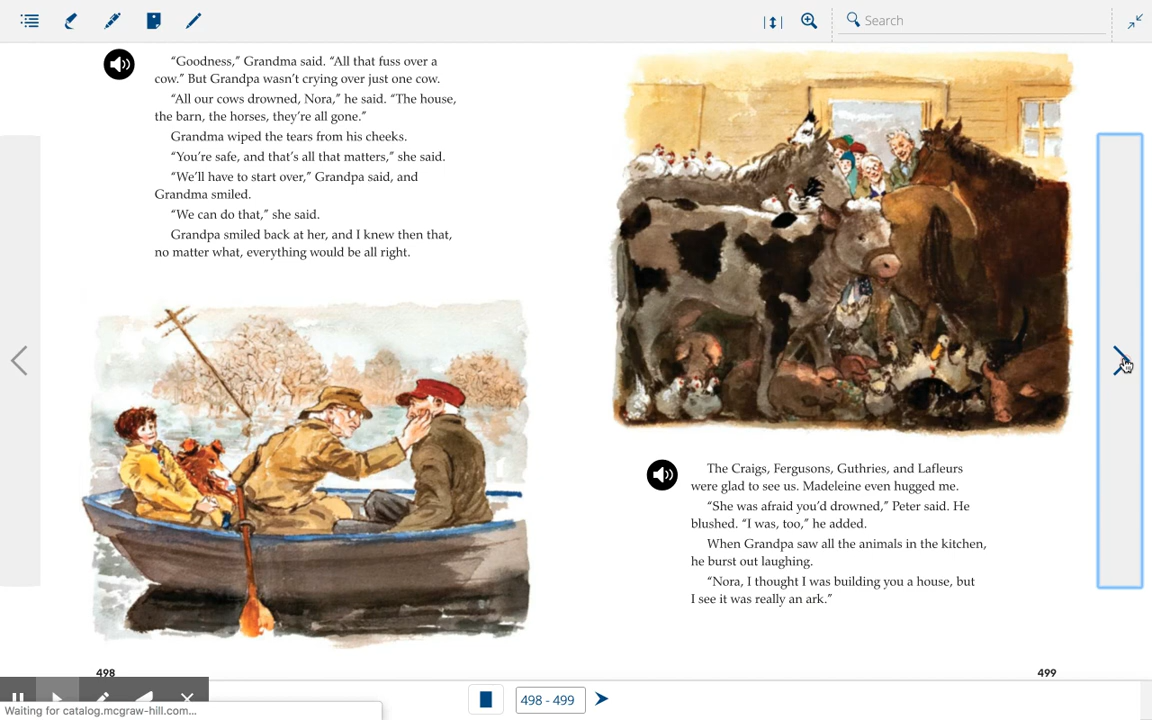 Search
“Goodness,” Grandma said. “All that fuss over a
cow.” But Grandpa wasn’t crying over just one cow.
“All our cows drowned, Nora,” he said. “The house,
the barn, the horses, they’re all gone.”
Grandma wiped the tears from his cheeks.
“You’re safe, and that’s all that matters,” she said.
“We’ll have to start over,” Grandpa said, and
Grandma smiled.
“We can do that,” she said.
Grandpa smiled back at her, and I knew then that,
no matter what, everything would be all right.
498
The Craigs, Fergusons, Guthries, and Lafleurs
were glad to see us. Madeleine even hugged me.
“She was afraid you’d drowned,” Peter said. He
blushed. “I was, too,” he added.
When Grandpa saw all the animals in the kitchen,
he burst out laughing.
“Nora, I thought I was building you a house, but
I see it was really an ark.”
499
498 - 499
Waiting for catalog.mcgraw-hill.com...